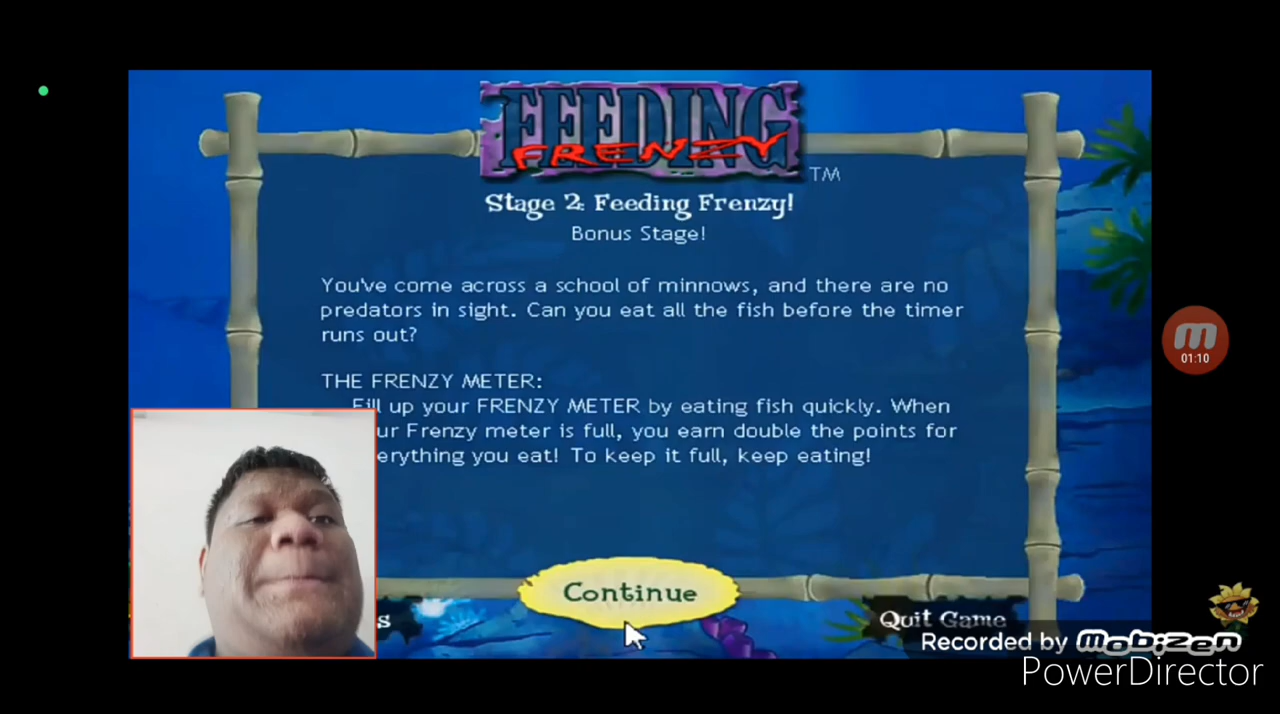 FEEDING
FRENZY
TM
Stage 2: Feeding Frenzy!
Bonus Stage!
You've come across a school of minnows, and there are no
predators in sight. Can you eat all the fish before the timer
runs out?
THE FRENZY METER:
Fill up your FRENZY METER by eating fish quickly. When
ur Frenzy meter is full, you earn double the points for
erything you eat! To keep it full, keep eating!
Continue
s
Quit Game
01:10
Recorded by mobizen
PowerDirector